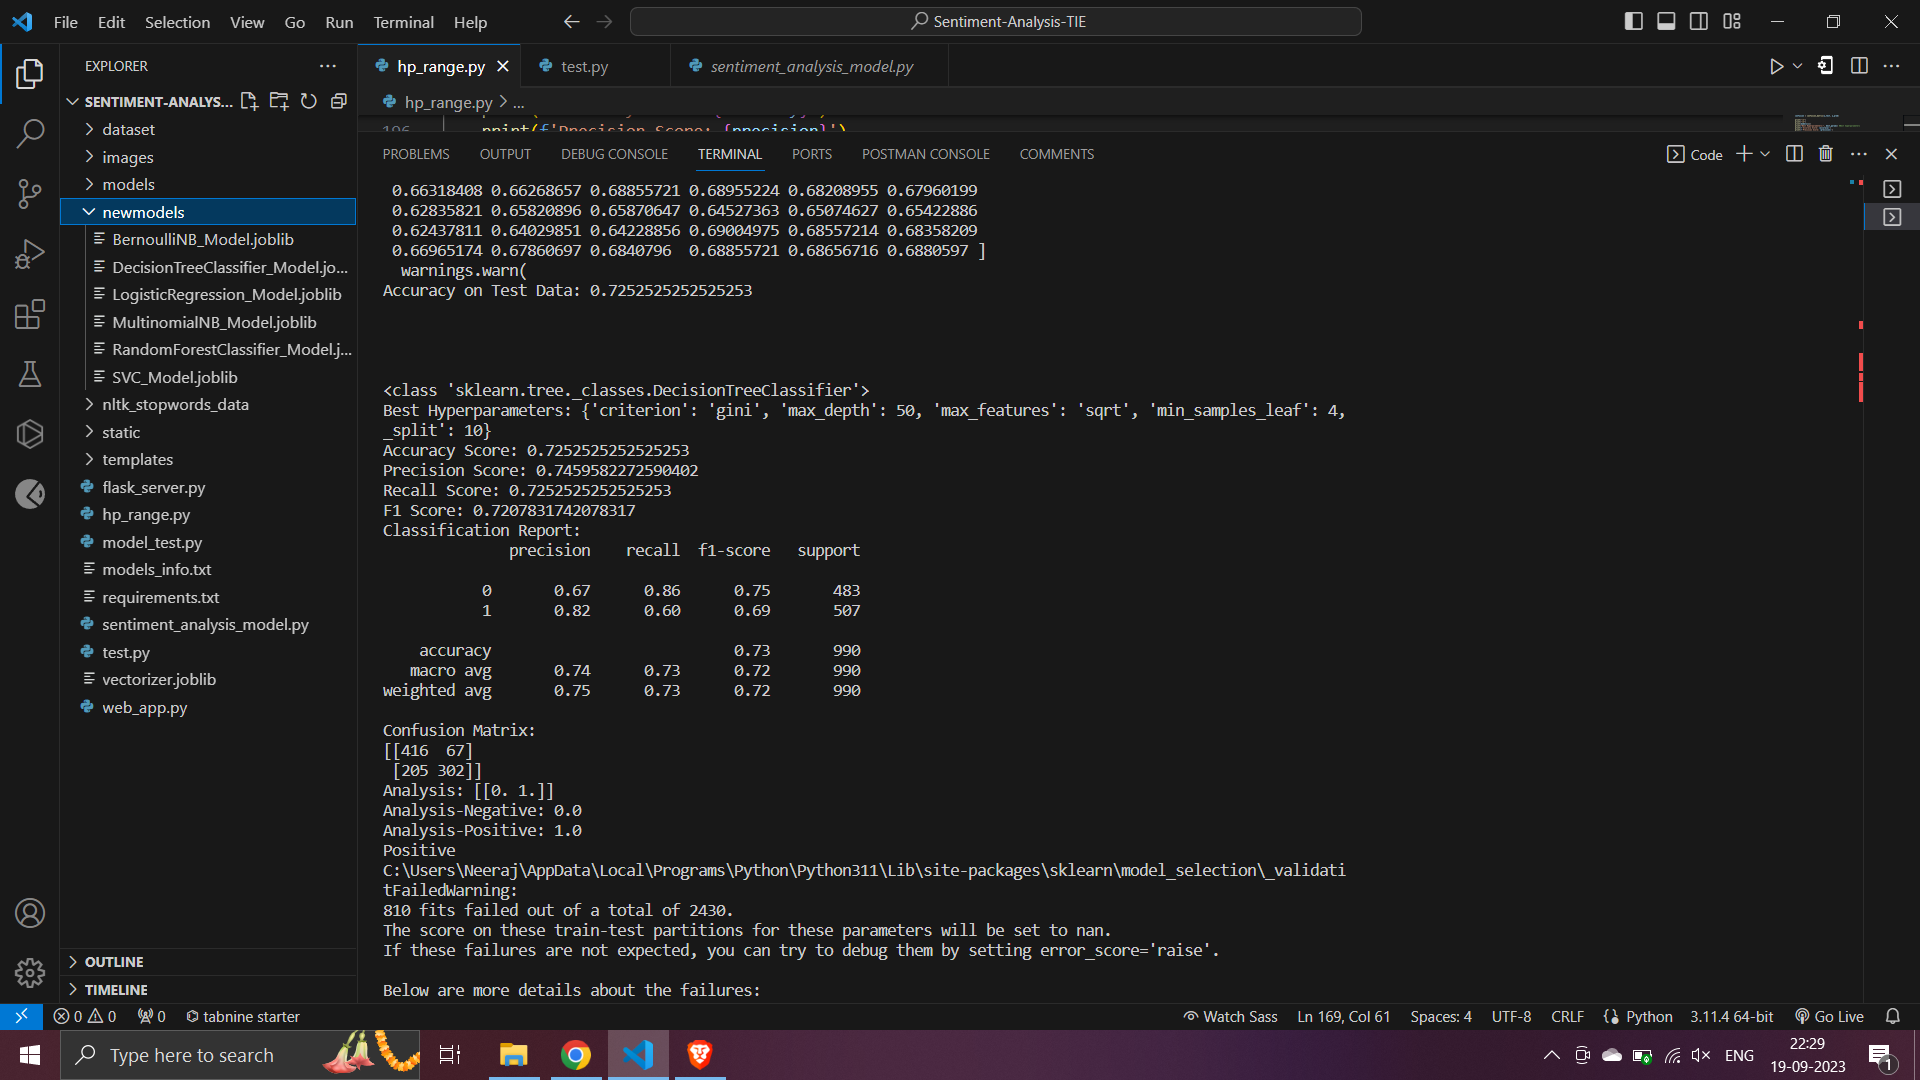 File Edit Selection View Go Run Terminal Help
Sentiment-Analysis-TIE
EXPLORER
SENTIMENT-ANALYS...
dataset
images
models
newmodels
BernoulliNB_Model.joblib
DecisionTreeClassifier_Model.jo...
LogisticRegression_Model.joblib
MultinomialNB_Model.joblib
RandomForestClassifier_Model.j...
SVC_Model.joblib
nltk_stopwords_data
static
templates
flask_server.py
hp_range.py
model_test.py
models_info.txt
requirements.txt
sentiment_analysis_model.py
test.py
vectorizer.joblib
web_app.py
OUTLINE
TIMELINE
hp_range.py test.py sentiment_analysis_model.py
hp_range.py > ...
print(f'Precision Score: {precision}')
PROBLEMS OUTPUT DEBUG CONSOLE TERMINAL PORTS POSTMAN CONSOLE COMMENTS
Code
0.66318408 0.66268657 0.68855721 0.68955224 0.68208955 0.67960199
0.62835821 0.65820896 0.65870647 0.64527363 0.65074627 0.65422886
0.62437811 0.64029851 0.64228856 0.69004975 0.68557214 0.68358209
0.66965174 0.67860697 0.6840796 0.68855721 0.68656716 0.6880597 ]
warnings.warn(
Accuracy on Test Data: 0.7252525252525253
<class 'sklearn.tree._classes.DecisionTreeClassifier'>
Best Hyperparameters: {'criterion': 'gini', 'max_depth': 50, 'max_features': 'sqrt', 'min_samples_leaf': 4,
_split': 10}
Accuracy Score: 0.7252525252525253
Precision Score: 0.7459582272590402
Recall Score: 0.7252525252525253
F1 Score: 0.7207831742078317
Classification Report:
precision recall f1-score support
0 0.67 0.86 0.75 483
1 0.82 0.60 0.69 507
accuracy 0.73 990
macro avg 0.74 0.73 0.72 990
weighted avg 0.75 0.73 0.72 990
Confusion Matrix:
[[416 67]
[205 302]]
Analysis: [[0. 1.]]
Analysis-Negative: 0.0
Analysis-Positive: 1.0
Positive
C:\Users\Neeraj\AppData\Local\Programs\Python\Python311\Lib\site-packages\sklearn\model_selection\_validati
tFailedWarning:
810 fits failed out of a total of 2430.
The score on these train-test partitions for these parameters will be set to nan.
If these failures are not expected, you can try to debug them by setting error_score='raise'.
Below are more details about the failures:
0 0 0 tabnine starter
Watch Sass Ln 169, Col 61 Spaces: 4 UTF-8 CRLF Python 3.11.4 64-bit Go Live
Type here to search
ENG
22:29
19-09-2023
1